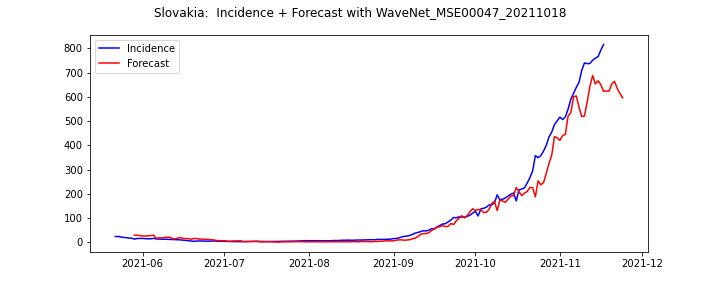 Slovakia:  Incidence + Forecast with WaveNet_MSE00047_20211018
Incidence
Forecast
800
700
600
500
400
300
200
100
0
2021-06 2021-07 2021-08 2021-09 2021-10 2021-11 2021-12